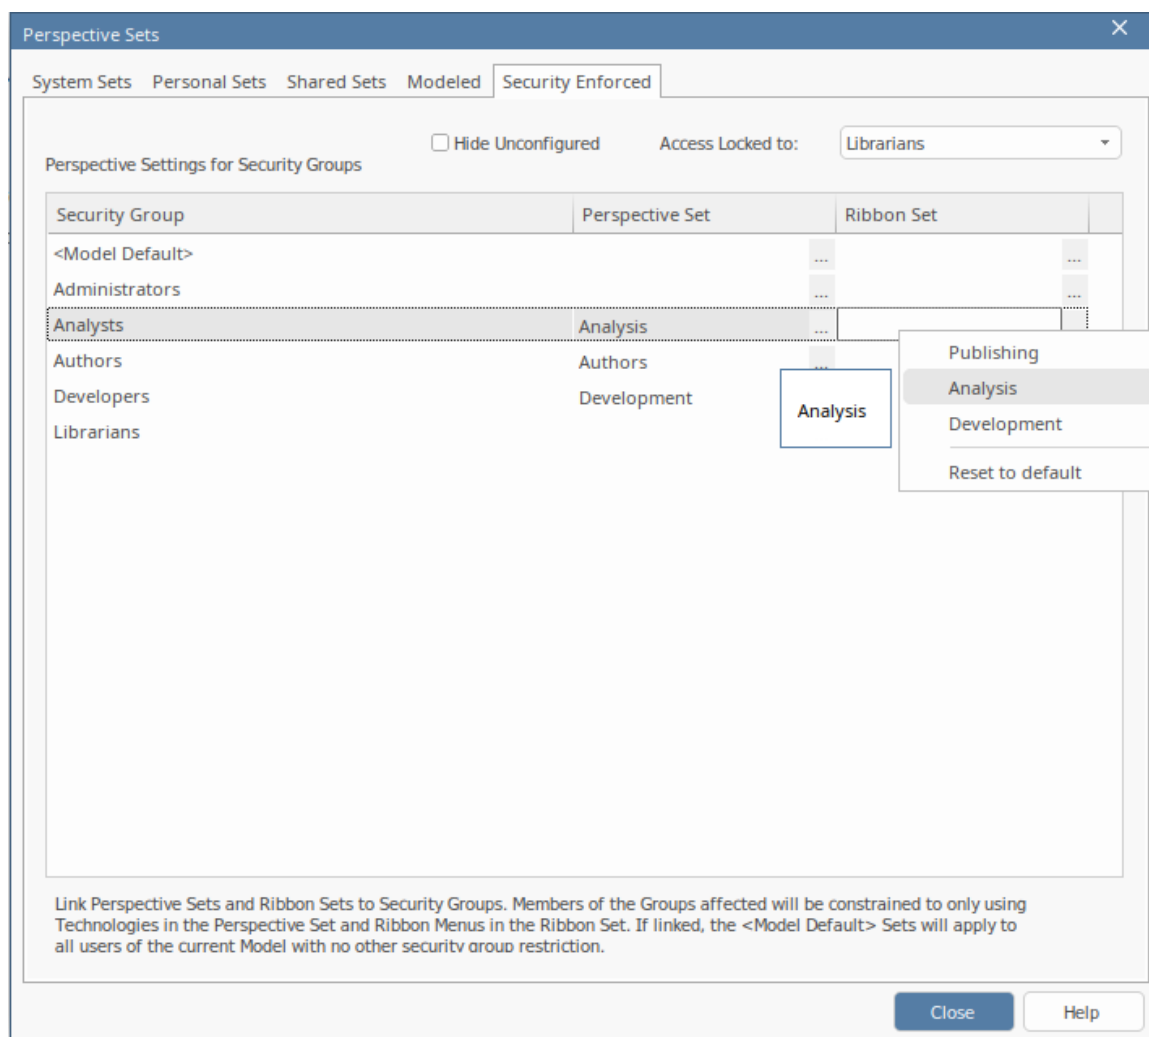 Perspective Sets
System Sets Personal Sets Shared Sets Modeled Security Enforced
Hide Unconfigured Access Locked to: Librarians
Perspective Settings for Security Groups
Security Group Perspective Set Ribbon Set
<Model Default> ... ...
Administrators ... ...
Analysts Analysis ...
Authors Authors ...
Developers Development
Librarians
Publishing
Analysis
Development
Reset to default
Analysis
Link Perspective Sets and Ribbon Sets to Security Groups. Members of the Groups affected will be constrained to only using
Technologies in the Perspective Set and Ribbon Menus in the Ribbon Set. If linked, the <Model Default> Sets will apply to
all users of the current Model with no other security group restriction.
Close Help